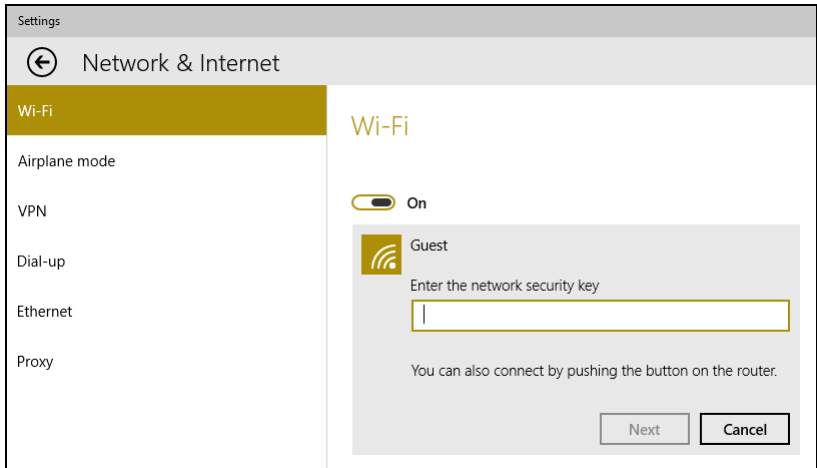 Settings
Network & Internet
Wi-Fi
Airplane mode
VPN
Dial-up
Ethernet
Proxy
Wi-Fi
On
Guest
Enter the network security key
You can also connect by pushing the button on the router.
Next
Cancel